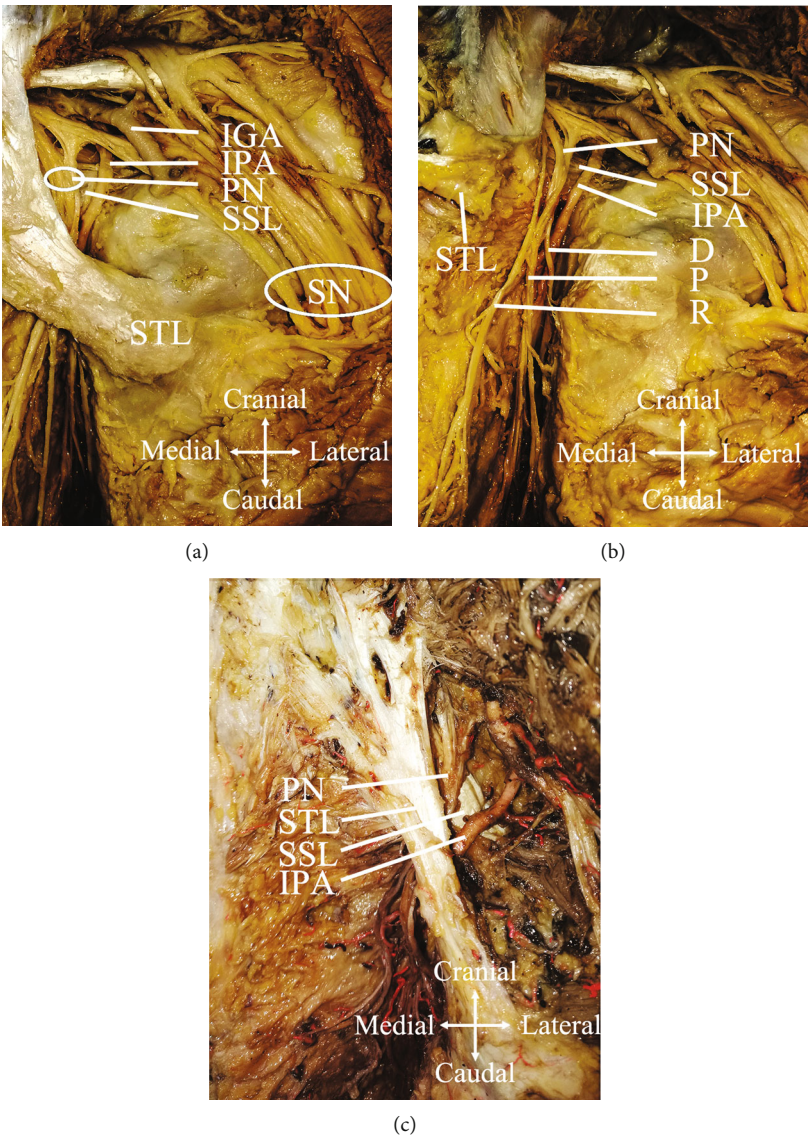 IGA
IPA
PN
SSL
SN
STL
Cranial
Medial
Lateral
Caudal
(a)
PN
SSL
IPA
STL
D
P
R
Cranial
Medial
Lateral
Caudal
(b)
PN
STL
SSL
IPA
Cranial
Medial
Lateral
Caudal
(c)